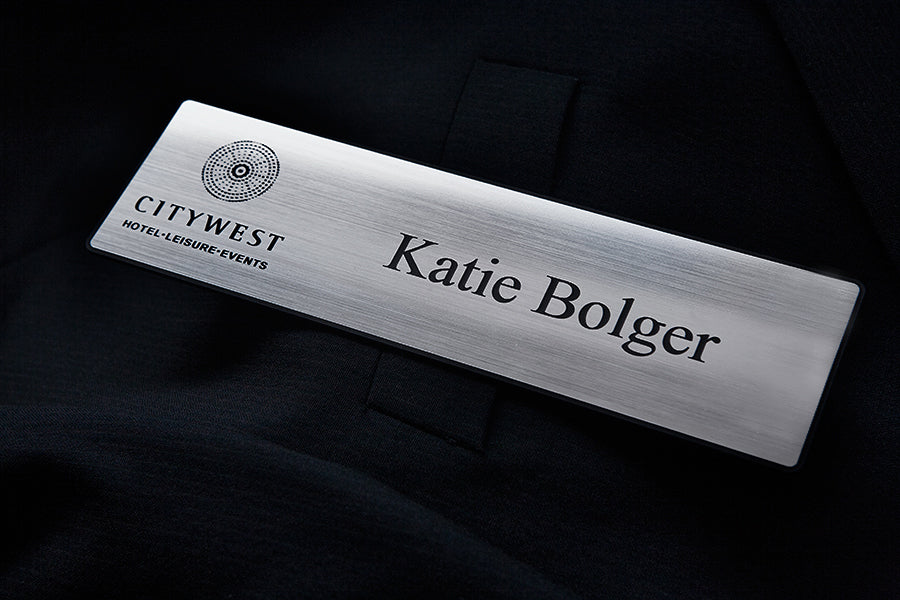 CITYWEST
HOTEL·LEISURE·EVENTS
Katie Bolger